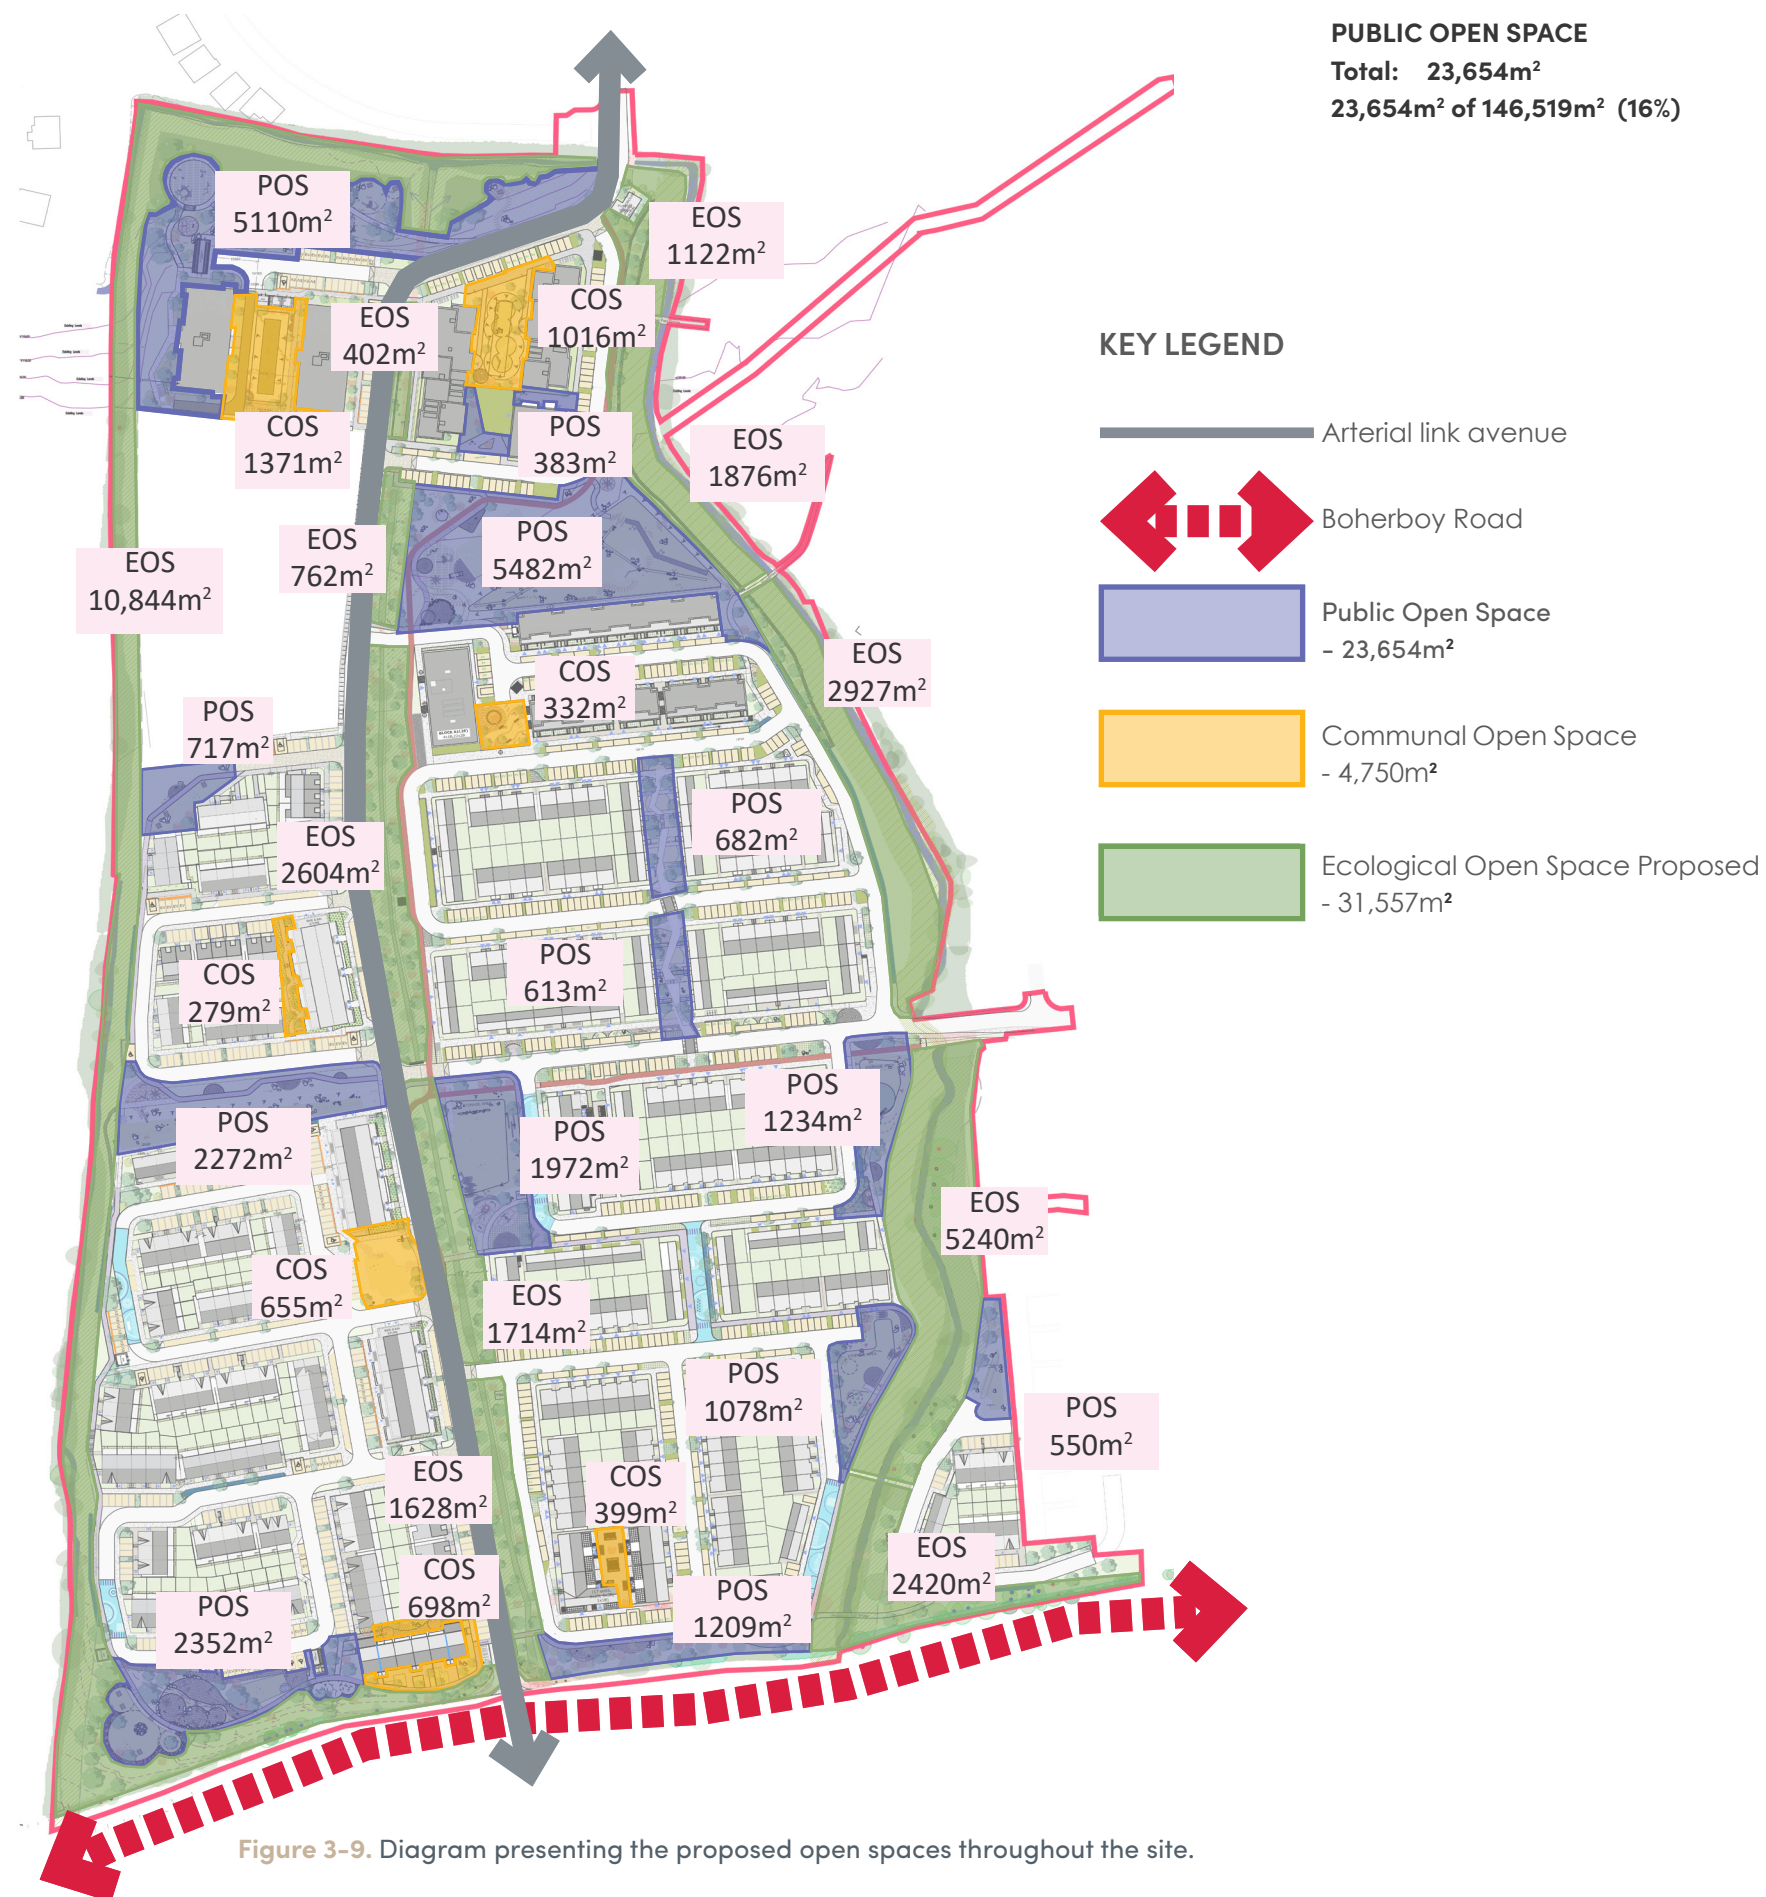 PUBLIC OPEN SPACE
Total: 23,654m²
23,654m² of 146,519m² (16%)
POS
5110m²
EOS
1122m²
COS
1016m²
EOS
402m²
COS
1371m²
POS
383m²
EOS
1876m²
EOS
762m²
POS
5482m²
EOS
10,844m²
EOS
2927m²
COS
332m²
POS
717m²
POS
682m²
EOS
2604m²
POS
613m²
COS
279m²
POS
1234m²
POS
2272m²
POS
1972m²
EOS
5240m²
COS
655m²
EOS
1714m²
POS
1078m²
POS
550m²
EOS
1628m²
COS
399m²
EOS
2420m²
COS
698m²
POS
1209m²
POS
2352m²
KEY LEGEND
Arterial link avenue
Boherboy Road
Public Open Space
- 23,654m²
Communal Open Space
- 4,750m²
Ecological Open Space Proposed
- 31,557m²
Figure 3-9. Diagram presenting the proposed open spaces throughout the site.